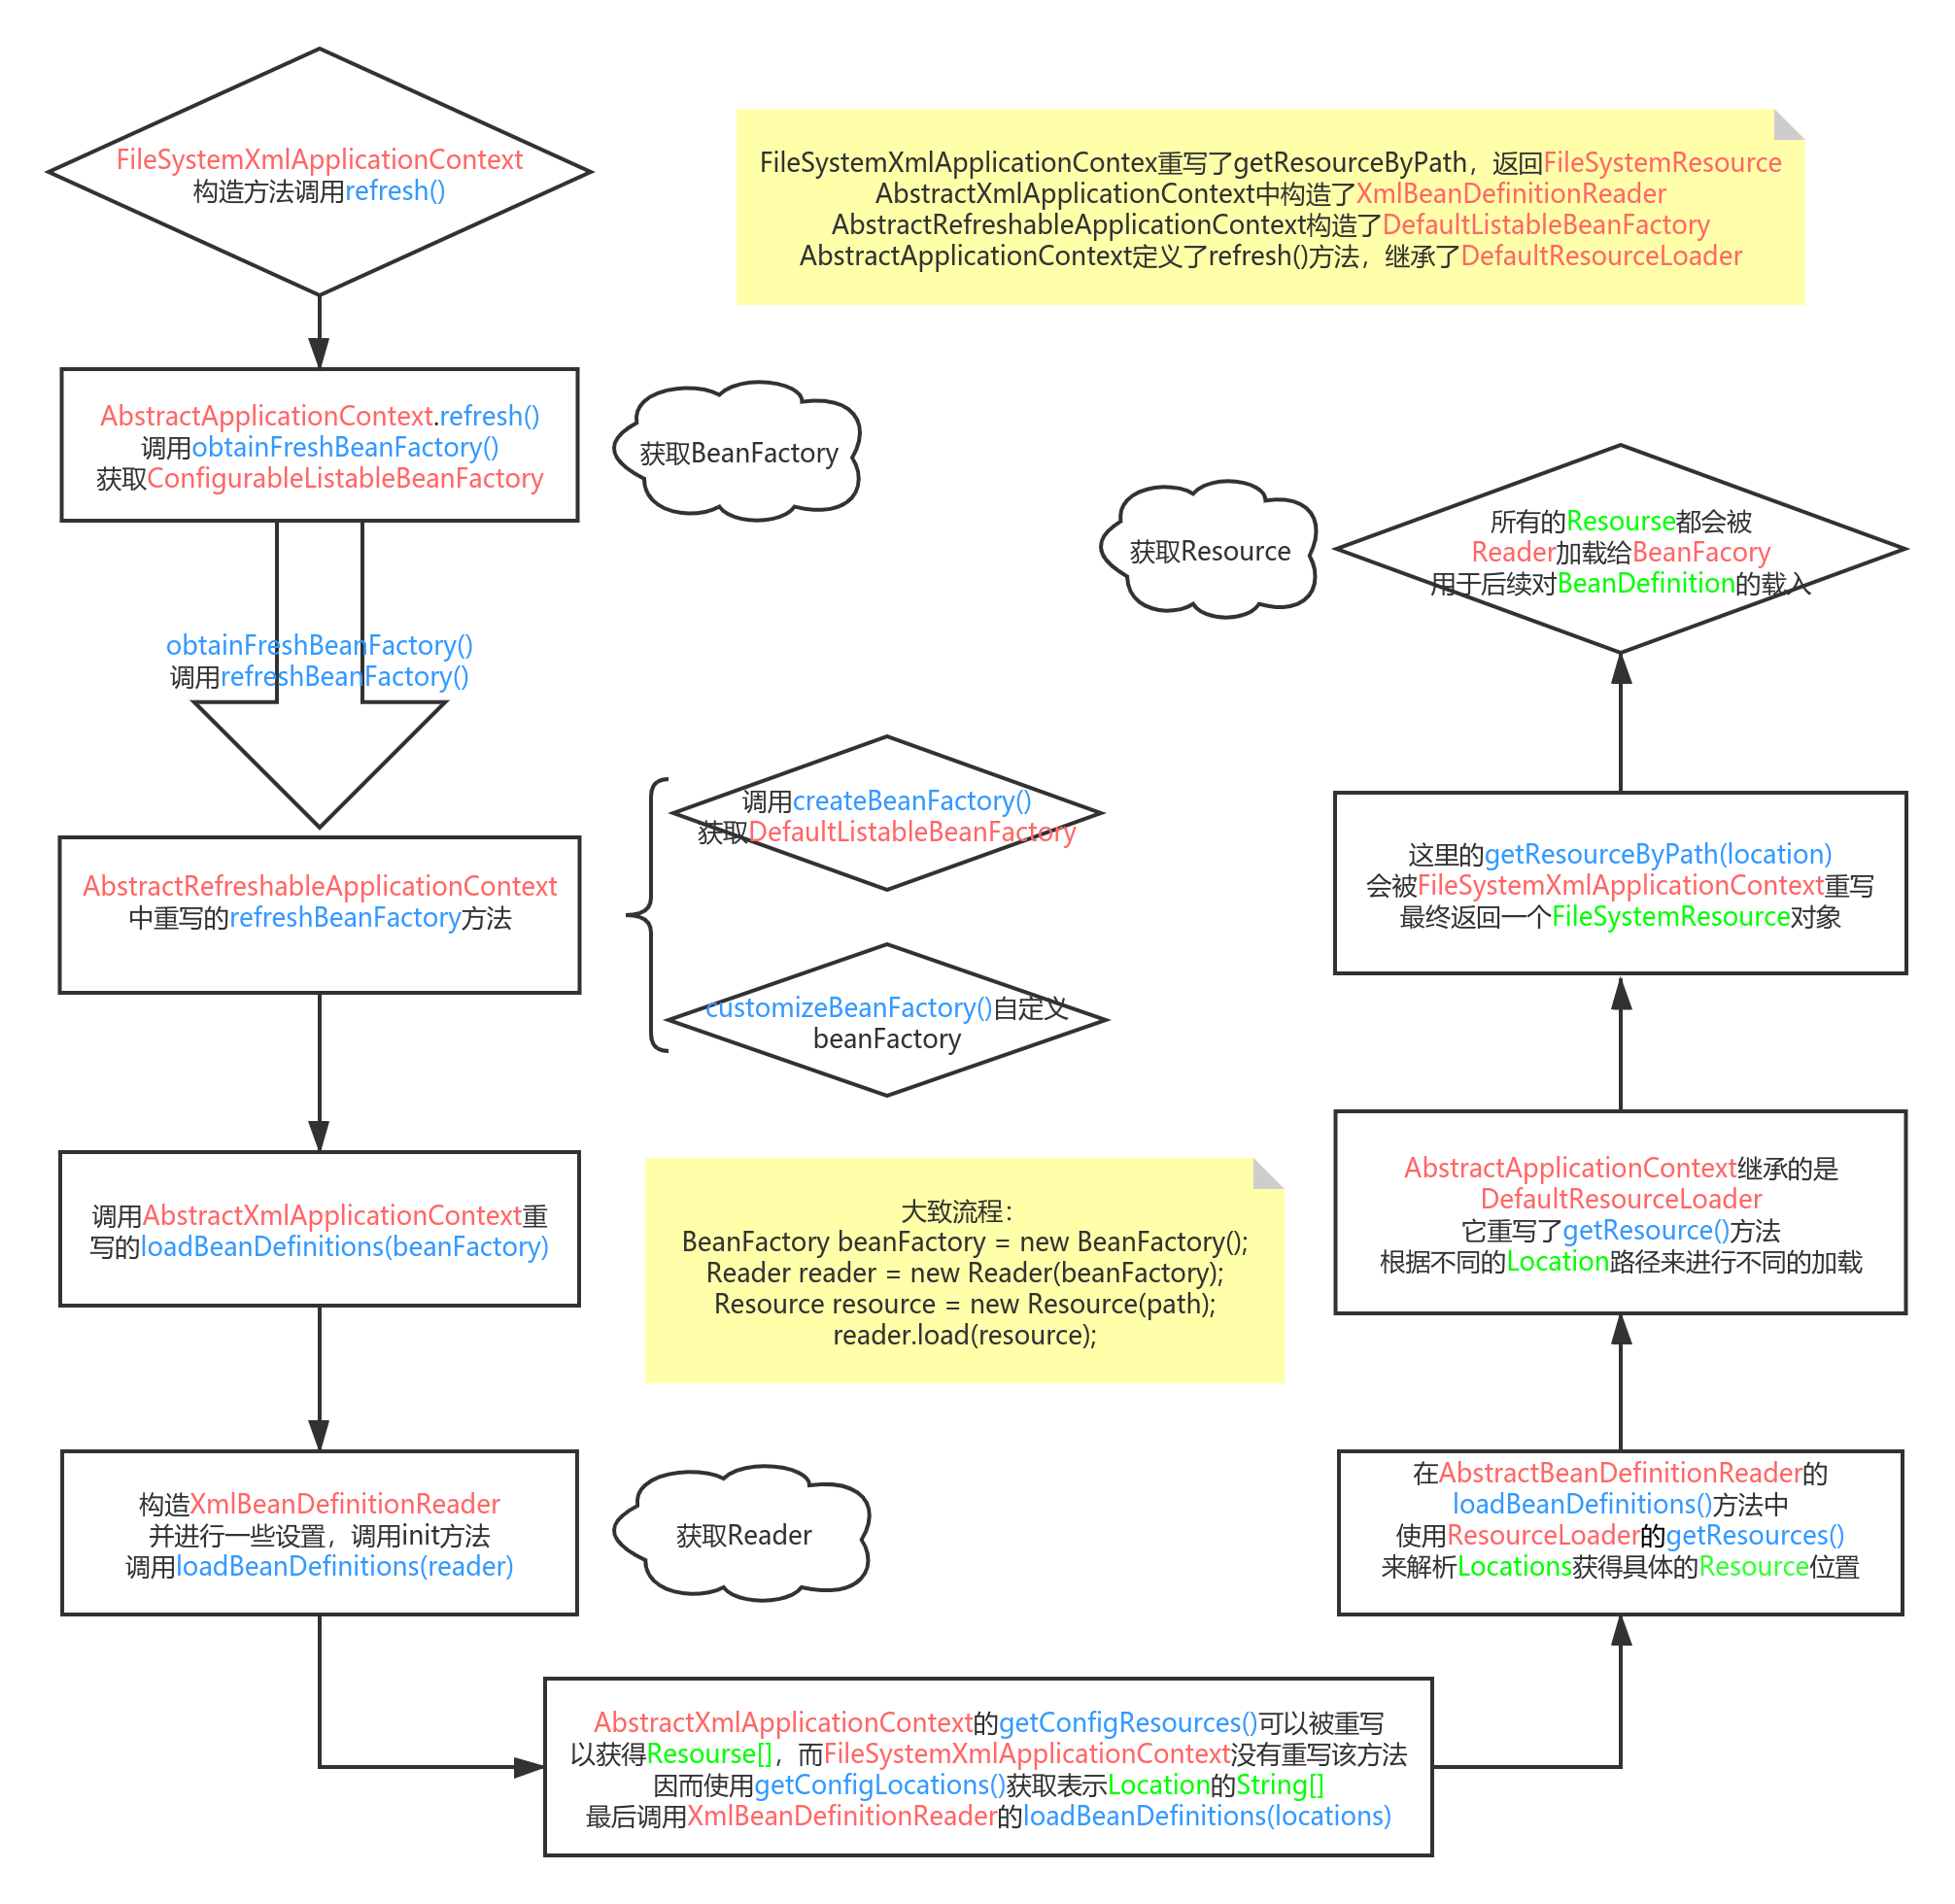 FileSystemXmlApplicationContext
构造方法调用refresh()
FileSystemXmlApplicationContex重写了getResourceByPath，返回FileSystemResource
AbstractXmlApplicationContext中构造了XmlBeanDefinitionReader
AbstractRefreshableApplicationContext构造了DefaultListableBeanFactory
AbstractApplicationContext定义了refresh()方法，继承了DefaultResourceLoader
AbstractApplicationContext.refresh()
调用obtainFreshBeanFactory()
获取ConfigurableListableBeanFactory
获取BeanFactory
obtainFreshBeanFactory()
调用refreshBeanFactory()
AbstractRefreshableApplicationContext
中重写的refreshBeanFactory方法
调用createBeanFactory()
获取DefaultListableBeanFactory
customizeBeanFactory()自定义
beanFactory
调用AbstractXmlApplicationContext重
写的loadBeanDefinitions(beanFactory)
大致流程：
BeanFactory beanFactory = new BeanFactory();
Reader reader = new Reader(beanFactory);
Resource resource = new Resource(path);
reader.load(resource);
构造XmlBeanDefinitionReader
并进行一些设置，调用init方法
调用loadBeanDefinitions(reader)
获取Reader
AbstractXmlApplicationContext的getConfigResources()可以被重写
以获得Resourse[]，而FileSystemXmlApplicationContext没有重写该方法
因而使用getConfigLocations()获取表示Location的String[]
最后调用XmlBeanDefinitionReader的loadBeanDefinitions(locations)
在AbstractBeanDefinitionReader的
loadBeanDefinitions()方法中
使用ResourceLoader的getResources()
来解析Locations获得具体的Resource位置
AbstractApplicationContext继承的是
DefaultResourceLoader
它重写了getResource()方法
根据不同的Location路径来进行不同的加载
这里的getResourceByPath(location)
会被FileSystemXmlApplicationContext重写
最终返回一个FileSystemResource对象
获取Resource
所有的Resourse都会被
Reader加载给BeanFacory
用于后续对BeanDefinition的载入